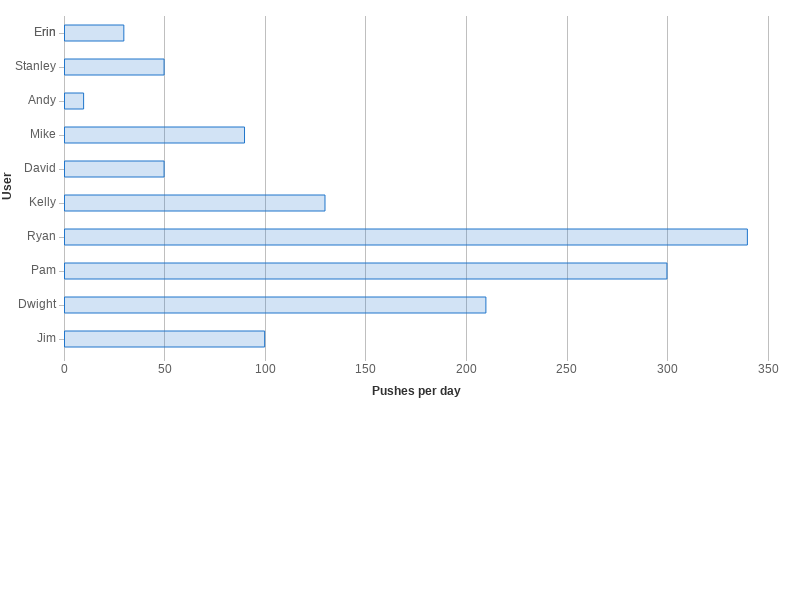 User
Erin
Stanley
Andy
Mike
David
Kelly
Ryan
Pam
Dwight
Jim
0 50 100 150 200 250 300 350
Pushes per day